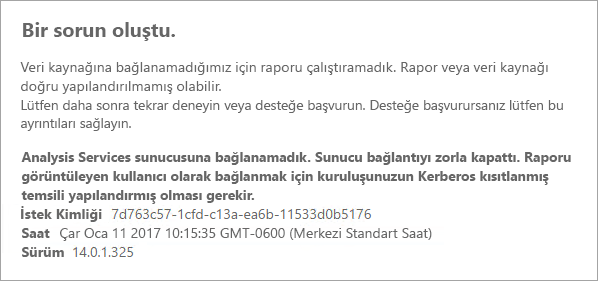 Bir sorun oluştu.
Veri kaynağına bağlanamadığımız için raporu çalıştıramadık. Rapor veya veri kaynağı
doğru yapılandırılmamış olabilir.
Lütfen daha sonra tekrar deneyin veya desteğe başvurun. Desteğe başvurursanız lütfen bu
ayrıntıları sağlayın.
Analysis Services sunucusuna bağlanamadık. Sunucu bağlantıyı zorla kapattı. Raporu
görüntüleyen kullanıcı olarak bağlanmak için kuruluşunuzun Kerberos kısıtlanmış
temsili yapılandırmış olması gerekir.
İstek Kimliği 7d763c57-1cfd-c13a-ea6b-11533d0b5176
Saat Çar Oca 11 2017 10:15:35 GMT-0600 (Merkezi Standart Saat)
Sürüm 14.0.1.325